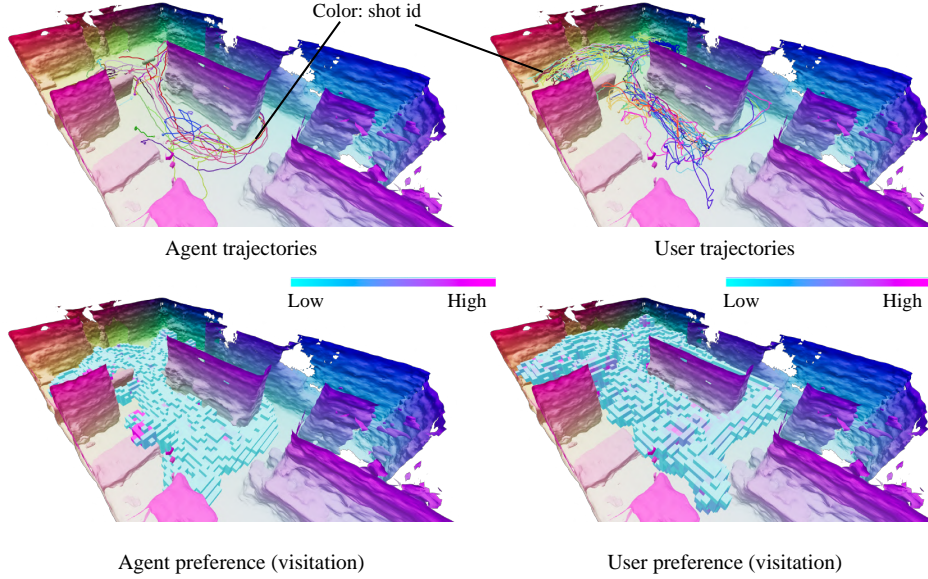 Color: shot id
Agent trajectories
User trajectories
Low
High
Low
High
Agent preference (visitation)
User preference (visitation)